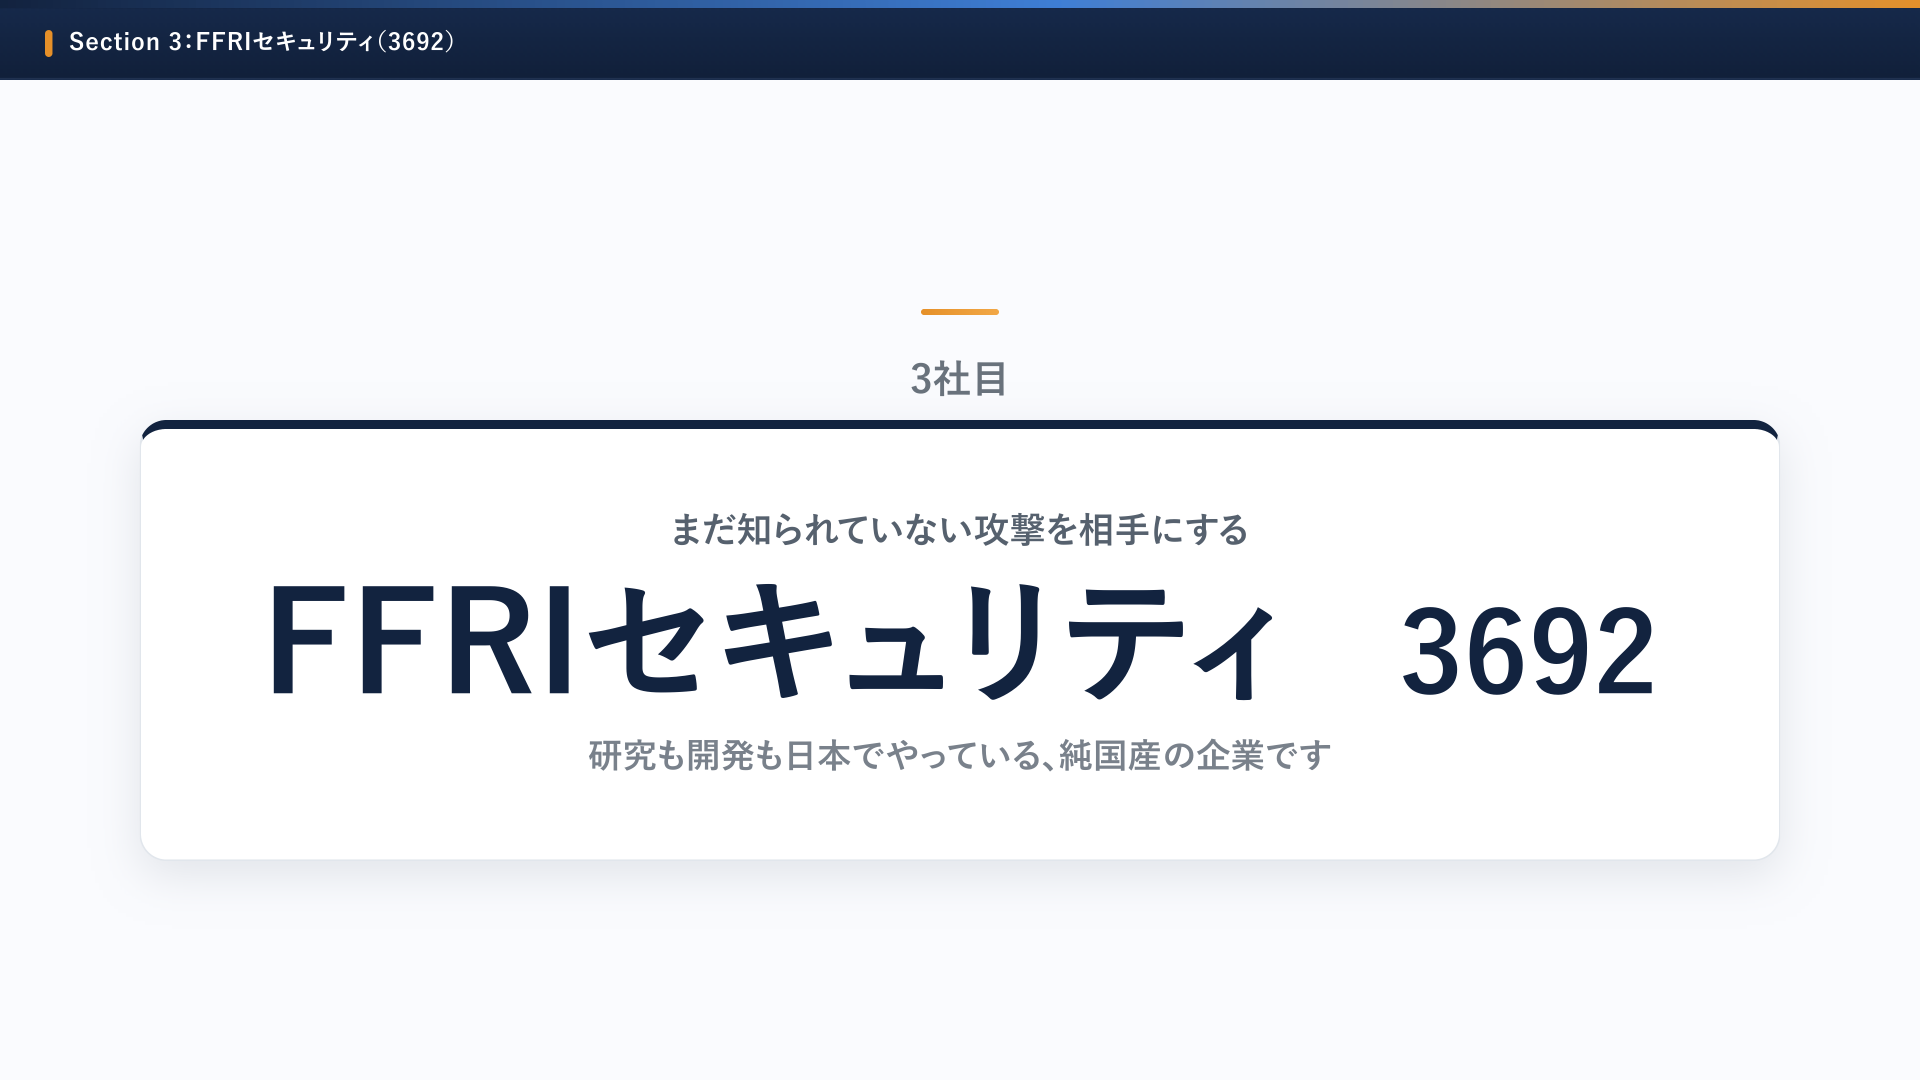 Section 3：FFRIセキュリティ（3692）
3社目
まだ知られていない攻撃を相手にする
FFRIセキュリティ　3692
研究も開発も日本でやっている、純国産の企業です